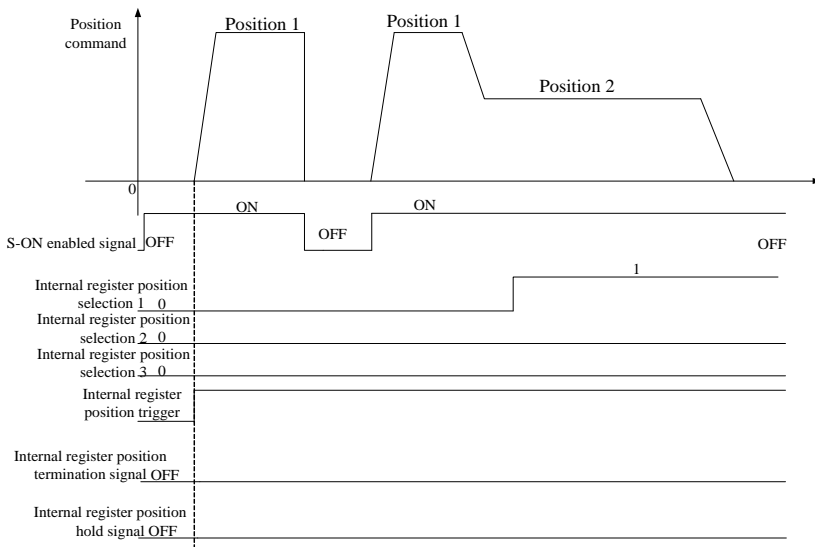 Position
command
Position 1
Position 1
Position 2
0
ON
ON
S-ON enabled signal OFF
OFF
OFF
1
Internal register position
selection 1 0
Internal register position
selection 2 0
Internal register position
selection 3 0
Internal register
position trigger
Internal register position
termination signal OFF
Internal register position
hold signal OFF